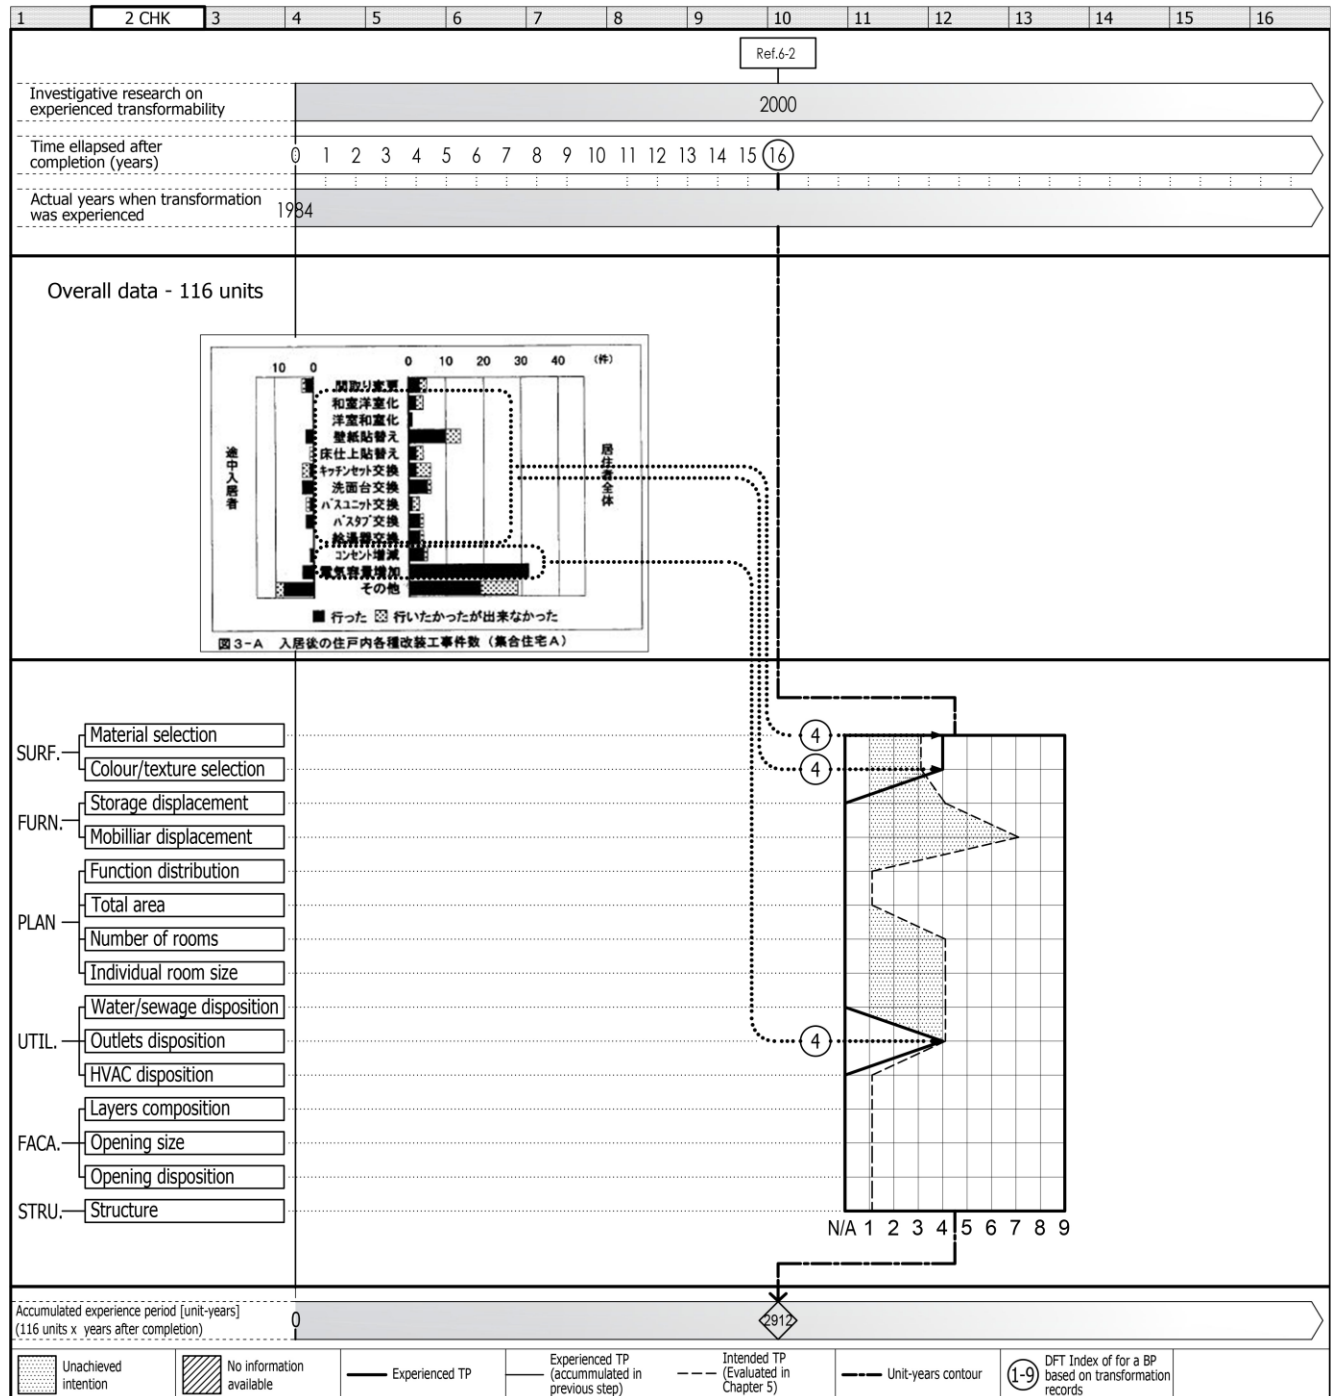 1 2 CHK 3 4 5 6 7 8 9 10 11 12 13 14 15 16
Ref.6-2
Investigative research on
experienced transformability
2000
Time ellapsed after
completion (years)
0 1 2 3 4 5 6 7 8 9 10 11 12 13 14 15 16
Actual years when transformation
was experienced
1984
Overall data - 116 units
10 0 0 10 20 30 40 (件)
途中入居者
居住者全体
間取り変更
和室洋室化
洋室和室化
壁紙貼替え
床仕上貼替え
キッチンセット交換
洗面台交換
バスユニット交換
バスタブ交換
給湯器交換
コンセント増減
電気容量増加
その他
行った 行いたかったが出来なかった
図3-A 入居後の住戸内各種改装工事件数(集合住宅A)
SURF.
Material selection
4
Colour/texture selection
4
FURN.
Storage displacement
Mobilliar displacement
PLAN
Function distribution
Total area
Number of rooms
Individual room size
UTIL.
Water/sewage disposition
Outlets disposition
4
HVAC disposition
FACA.
Layers composition
Opening size
Opening disposition
STRU.
Structure
N/A 1 2 3 4 5 6 7 8 9
Accumulated experience period [unit-years]
(116 units x years after completion)
0
2912
Unachieved
intention
No information
available
Experienced TP
Experienced TP
(accumulated in
previous step)
Intended TP
(Evaluated in
Chapter 5)
Unit-years contour
1-9
DFT Index of for a BP
based on transformation
records